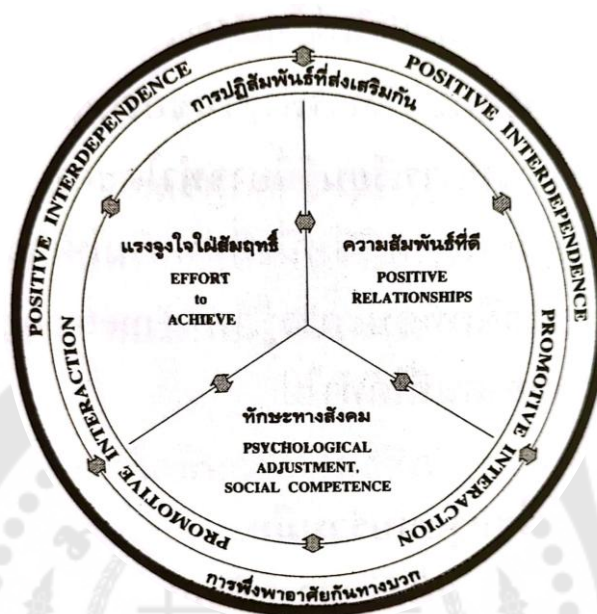 POSITIVE INTERDEPENDENCE
POSITIVE INTERDEPENDENCE
การปฏิสัมพันธ์ที่ส่งเสริมกัน
แรงจูงใจใฝ่สัมฤทธิ์
EFFORT
to
ACHIEVE
ความสัมพันธ์ที่ดี
POSITIVE
RELATIONSHIPS
ทักษะทางสังคม
PSYCHOLOGICAL
ADJUSTMENT,
SOCIAL COMPETENCE
PROMOTIVE INTERACTION
PROMOTIVE INTERACTION
การพึ่งพาอาศัยกันทางบวก